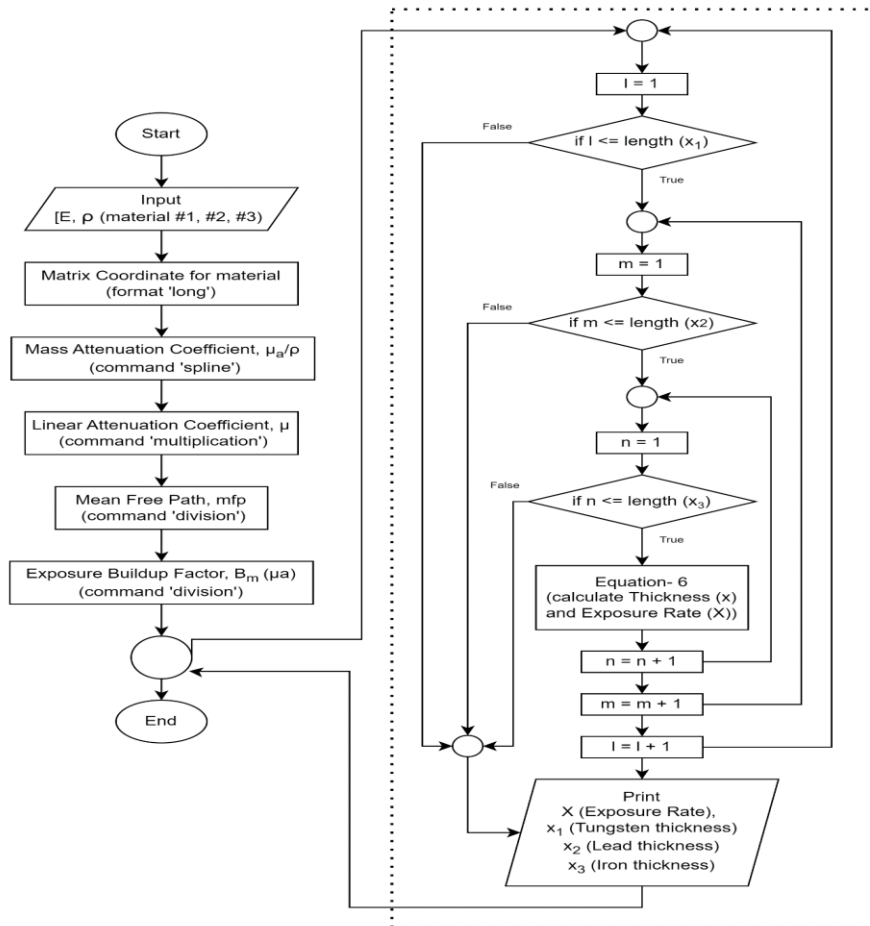 Start
Input
[E, ρ (material #1, #2, #3)
Matrix Coordinate for material
(format 'long')
Mass Attenuation Coefficient, μₐ/ρ
(command 'spline')
Linear Attenuation Coefficient, μ
(command 'multiplication')
Mean Free Path, mfp
(command 'division')
Exposure Buildup Factor, Bₘ (μa)
(command 'division')
End
I = 1
if I <= length (x₁)
False
True
m = 1
if m <= length (x2)
False
True
n = 1
if n <= length (x₃)
False
True
Equation- 6
(calculate Thickness (x)
and Exposure Rate (X))
n = n + 1
m = m + 1
I = I + 1
Print
X (Exposure Rate),
x₁ (Tungsten thickness)
x₂ (Lead thickness)
x₃ (Iron thickness)